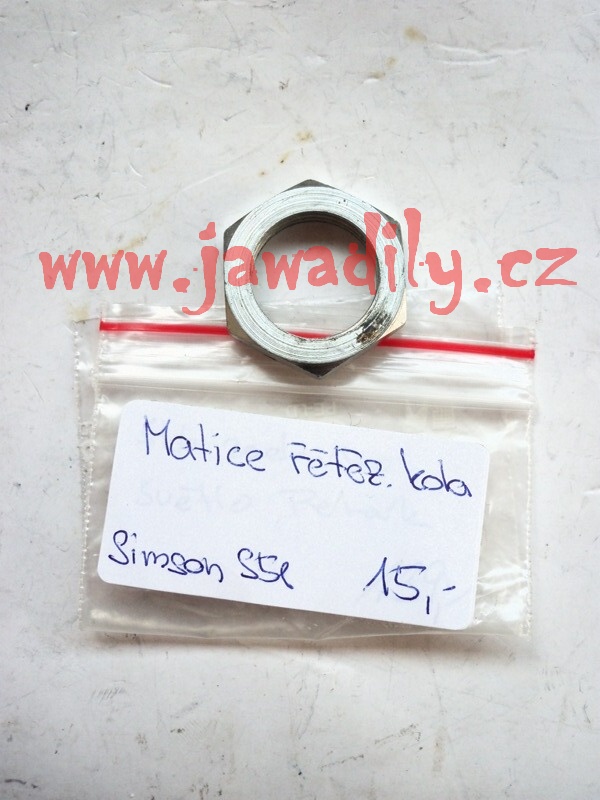 www.jawadily.cz
Matice řetěz. kola
Simson S51 15,-